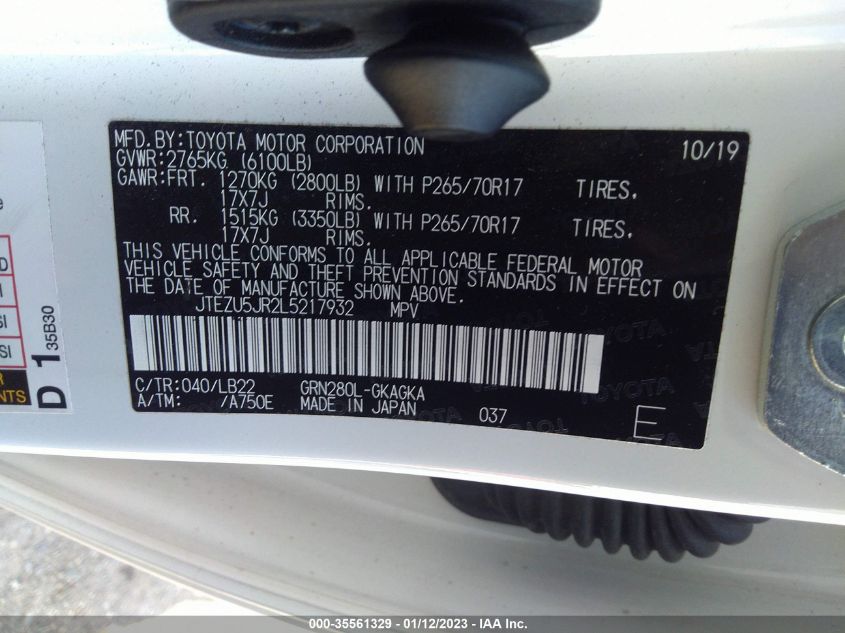 MFD.BY:TOYOTA MOTOR CORPORATION 10/19
GVWR:2765KG (6100LB)
GAWR:FRT. 1270KG (2800LB) WITH P265/70R17 TIRES.
17X7J RIMS.
RR. 1515KG (3350LB) WITH P265/70R17 TIRES.
17X7J RIMS.
THIS VEHICLE CONFORMS TO ALL APPLICABLE FEDERAL MOTOR
VEHICLE SAFETY AND THEFT PREVENTION STANDARDS IN EFFECT ON
THE DATE OF MANUFACTURE SHOWN ABOVE.
JTEZU5JR2L5217932 MPV
C/TR:040/LB22 GRN280L-GKAGKA
A/TM: /A750E MADE IN JAPAN 037 E
D 1 35B30
000-35561329 - 01/12/2023 - IAA Inc.